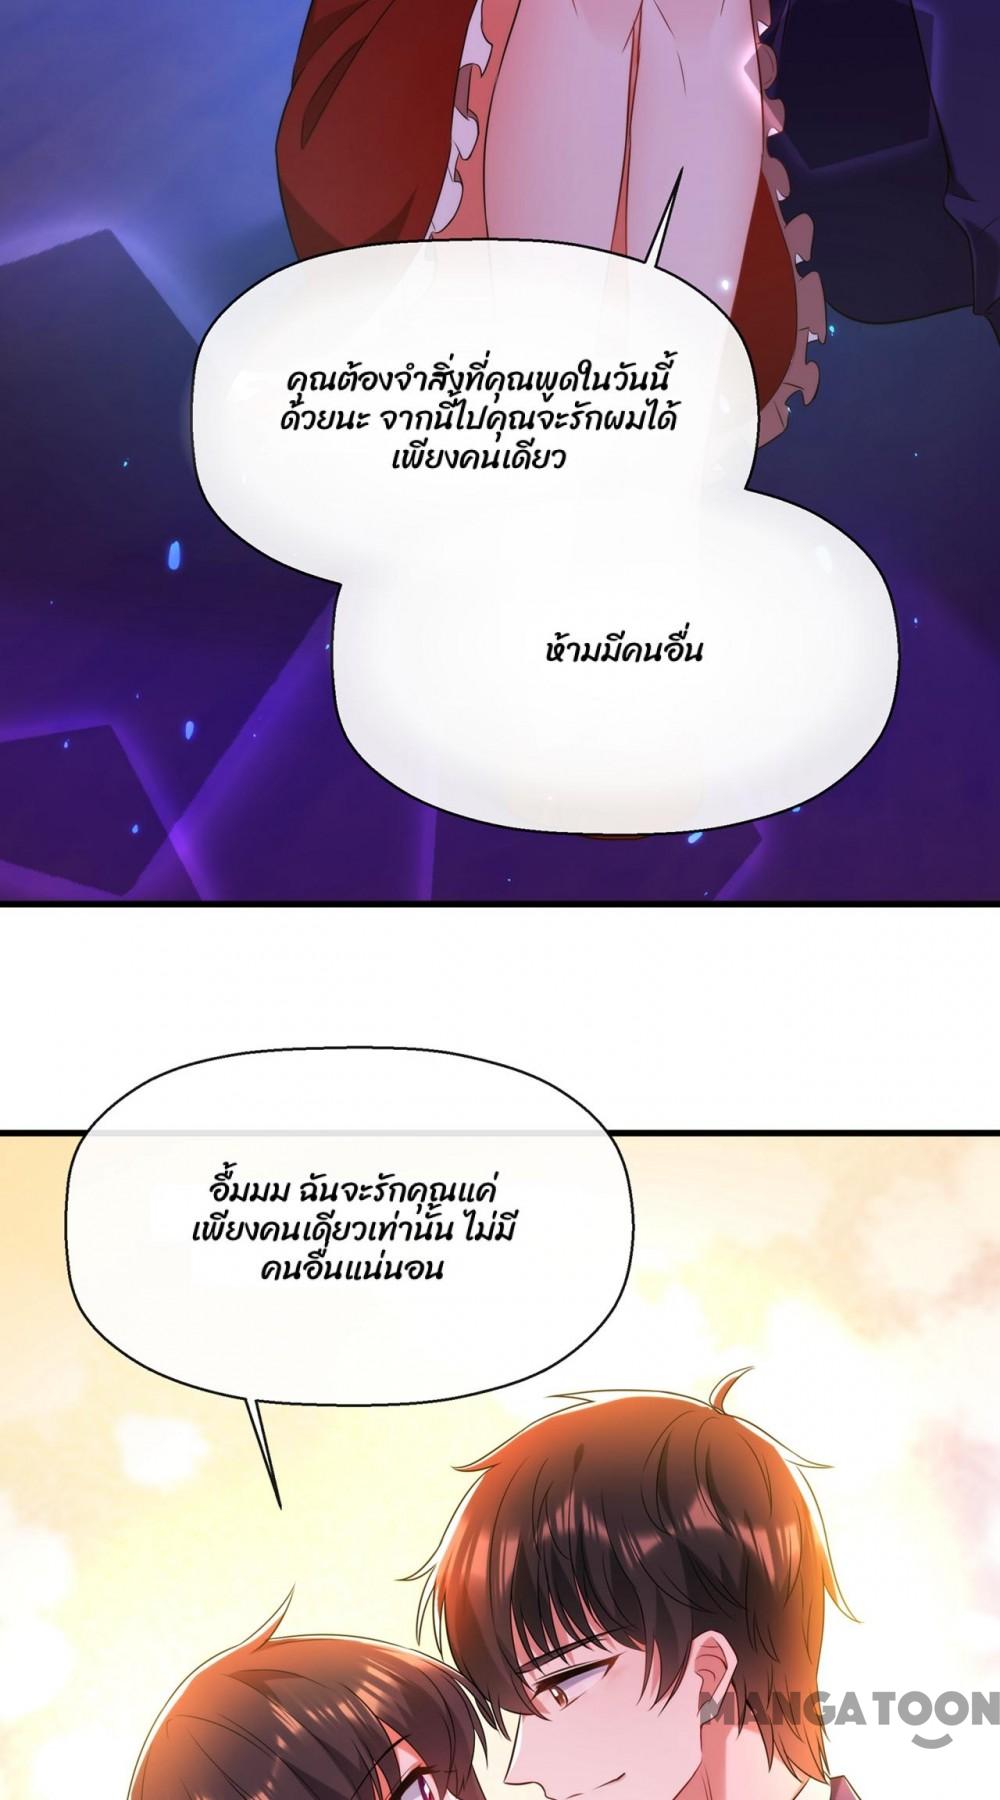 คุณต้องจำสิ่งที่คุณพูดในวันนี้
ด้วยนะ จากนี้ไปคุณจะรักผมได้
เพียงคนเดียว
ห้ามมีคนอื่น
อื้มมม ฉันจะรักคุณแค่
เพียงคนเดียวเท่านั้น ไม่มี
คนอื่นแน่นอน
MANGATOON